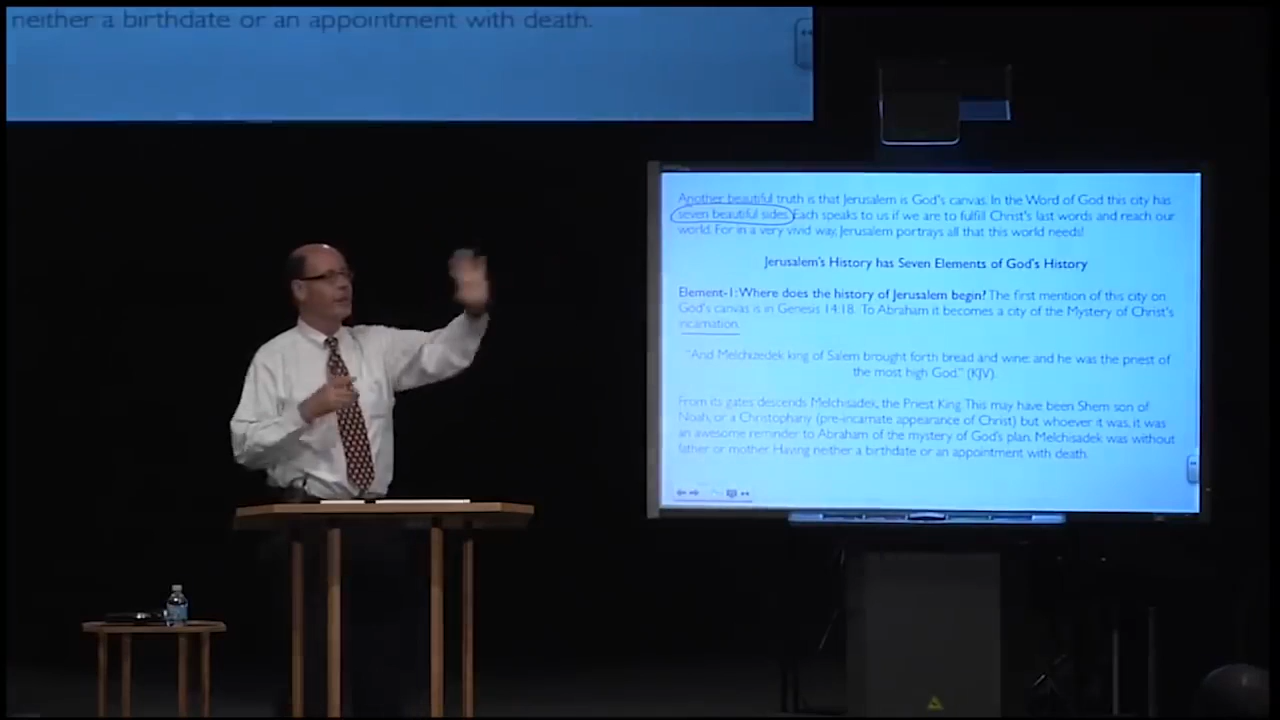 neither a birthdate or an appointment with death.
Another beautiful truth is that Jerusalem is God's canvas. In the Word of God this city has
seven beautiful sides. Each speaks to us if we are to fulfill Christ's last words and reach our
world. For in a very vivid way, Jerusalem portrays all that this world needs!
Jerusalem's History has Seven Elements of God's History
Element-1: Where does the history of Jerusalem begin? The first mention of this city on
God's canvas is in Genesis 14:18. To Abraham it becomes a city of the Mystery of Christ's
incarnation.
"And Melchizedek king of Salem brought forth bread and wine: and he was the priest of
the most high God." (KJV).
From its gates descends Melchisadek, the Priest King This may have been Shem son of
Noah, or a Christophany (pre-incarnate appearance of Christ) but whoever it was, it was
an awesome reminder to Abraham of the mystery of God's plan. Melchisadek was without
father or mother Having neither a birthdate or an appointment with death.